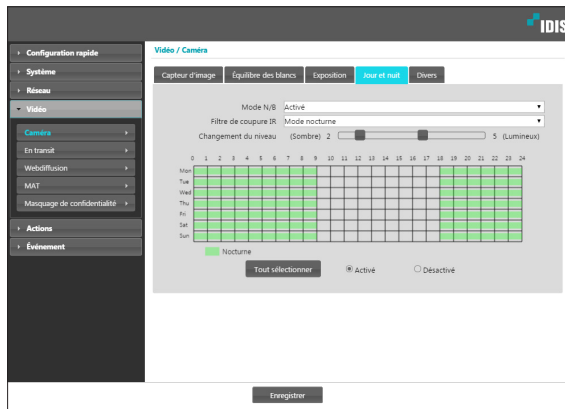 IDIS
Configuration rapide
Système
Réseau
Vidéo
Caméra
En transit
Webdiffusion
MAT
Masquage de confidentialité
Actions
Événement
Vidéo / Caméra
Capteur d'image Équilibre des blancs Exposition Jour et nuit Divers
Mode N/B Activé
Filtre de coupure IR Mode nocturne
Changement du niveau (Sombre) 2 5 (Lumineux)
0 1 2 3 4 5 6 7 8 9 10 11 12 13 14 15 16 17 18 19 20 21 22 23 24
Mon
Tue
Wed
Thu
Fri
Sat
Sun
Nocturne
Tout sélectionner Activé Désactivé
Enregistrer